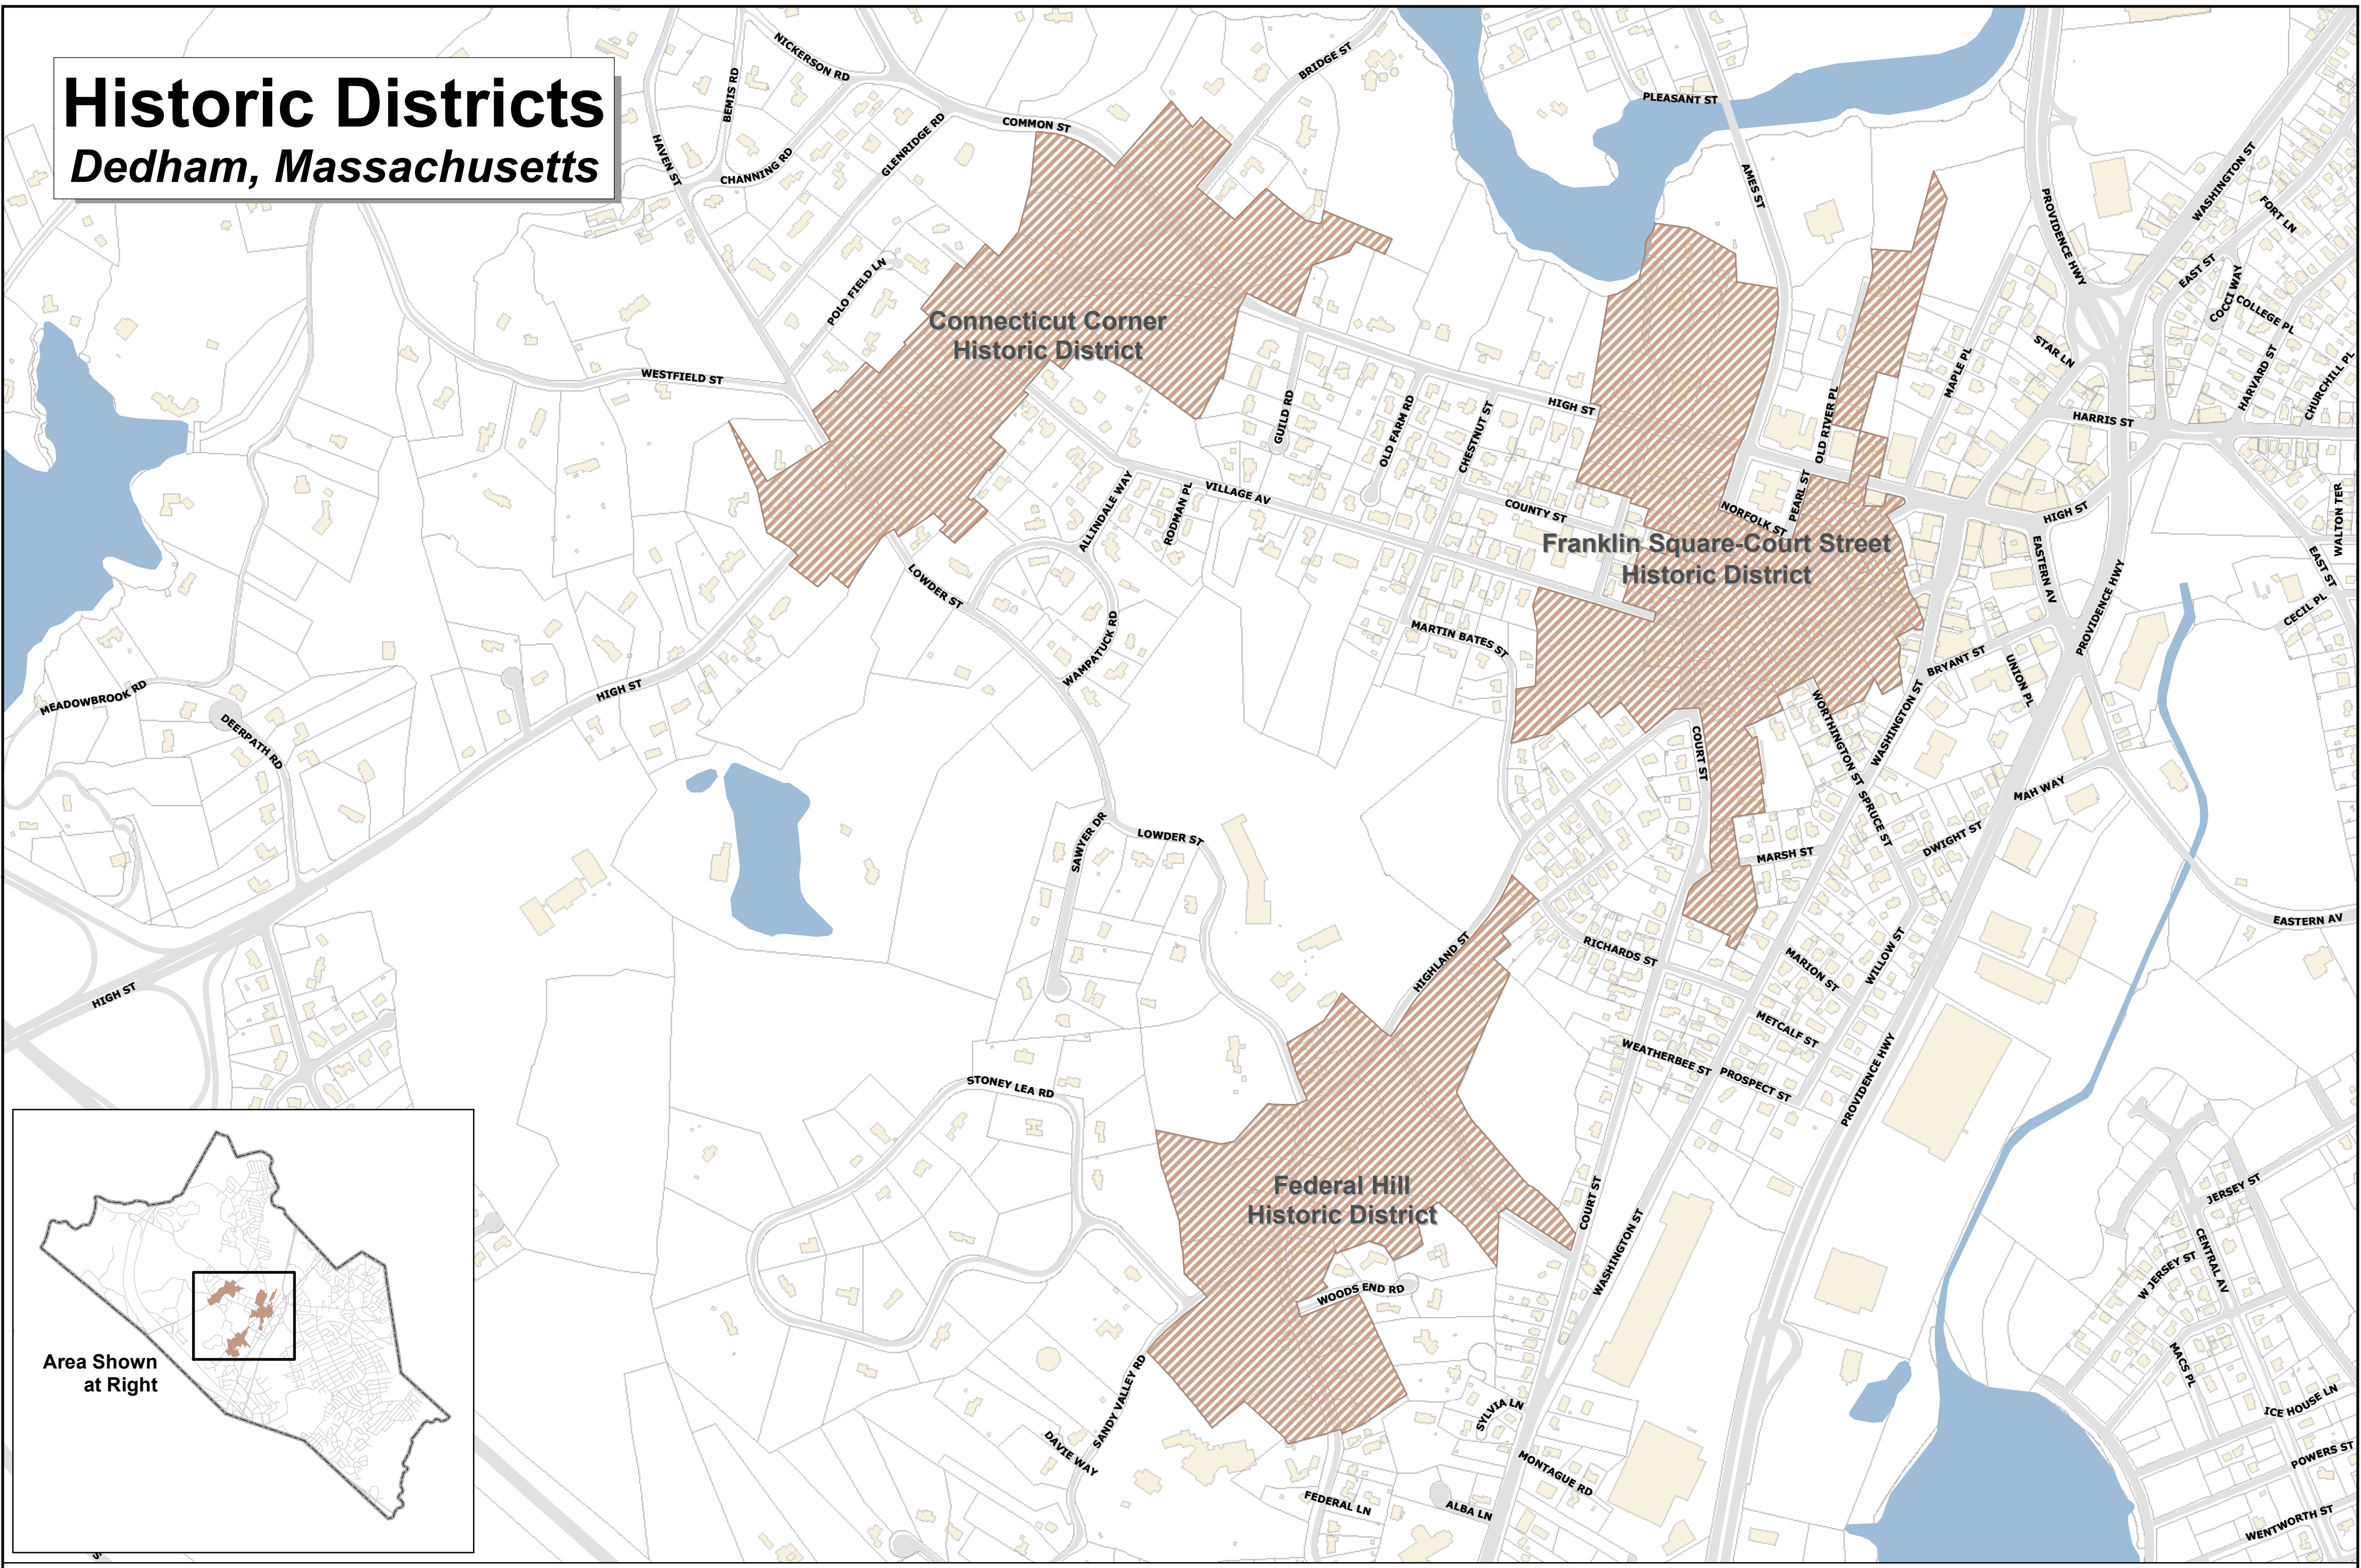 Historic Districts
Dedham, Massachusetts
NICKERSON RD
BEMIS RD
HAVEN ST
CHANNING RD
GLENRIDGE RD
COMMON ST
BRIDGE ST
PLEASANT ST
AMES ST
PROVIDENCE HWY
WASHINGTON ST
FORT LN
EAST ST
COCCI WAY
COLLEGE PL
HARVARD ST
CHURCHILL PL
STAR LN
HARRIS ST
MAPLE PL
OLD RIVER PL
POLO FIELD LN
WESTFIELD ST
Connecticut Corner
Historic District
GUILD RD
OLD FARM RD
CHESTNUT ST
HIGH ST
VILLAGE AV
RODMAN PL
ALLINDALE WAY
COUNTY ST
NORFOLK ST
PEARL ST
Franklin Square-Court Street
Historic District
HIGH ST
EASTERN AV
PROVIDENCE HWY
WALTON TER
EAST ST
CECIL PL
LOWDER ST
WAMPATUCK RD
MARTIN BATES ST
BRYANT ST
UNION PL
WASHINGTON ST
WORTHINGTON ST
SPRUCE ST
COURT ST
MEADOWBROOK RD
DEERPATH RD
HIGH ST
HIGH ST
SAWYER DR
LOWDER ST
MARSH ST
DWIGHT ST
MAH WAY
EASTERN AV
HIGHLAND ST
RICHARDS ST
MARION ST
WILLOW ST
METCALF ST
WEATHERBEE ST
PROSPECT ST
PROVIDENCE HWY
STONEY LEA RD
Federal Hill
Historic District
WOODS END RD
COURT ST
WASHINGTON ST
JERSEY ST
CENTRAL AV
W JERSEY ST
MACS PL
ICE HOUSE LN
POWERS ST
WENTWORTH ST
SANDY VALLEY RD
DAVIE WAY
SYLVIA LN
MONTAGUE RD
FEDERAL LN
ALBA LN
Area Shown
at Right